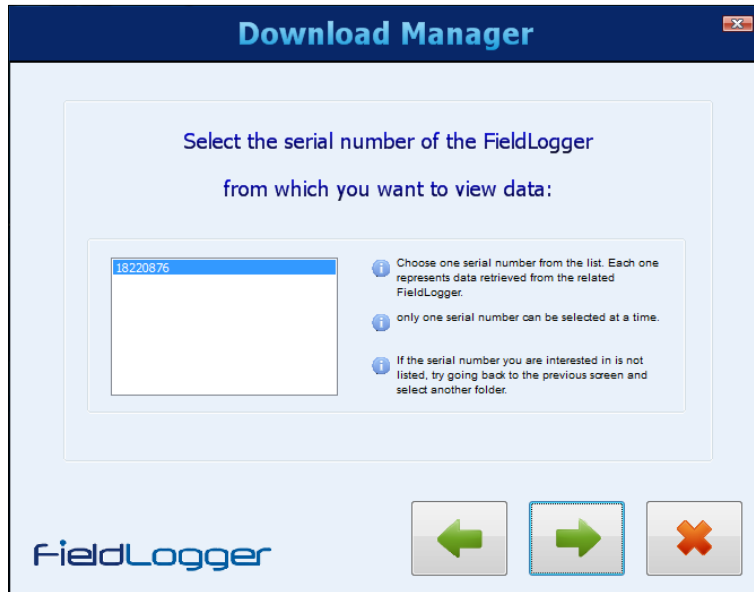 Download Manager
Select the serial number of the FieldLogger
from which you want to view data:
18220876
Choose one serial number from the list. Each one
represents data retrieved from the related
FieldLogger.
only one serial number can be selected at a time.
If the serial number you are interested in is not
listed, try going back to the previous screen and
select another folder.
FieldLogger